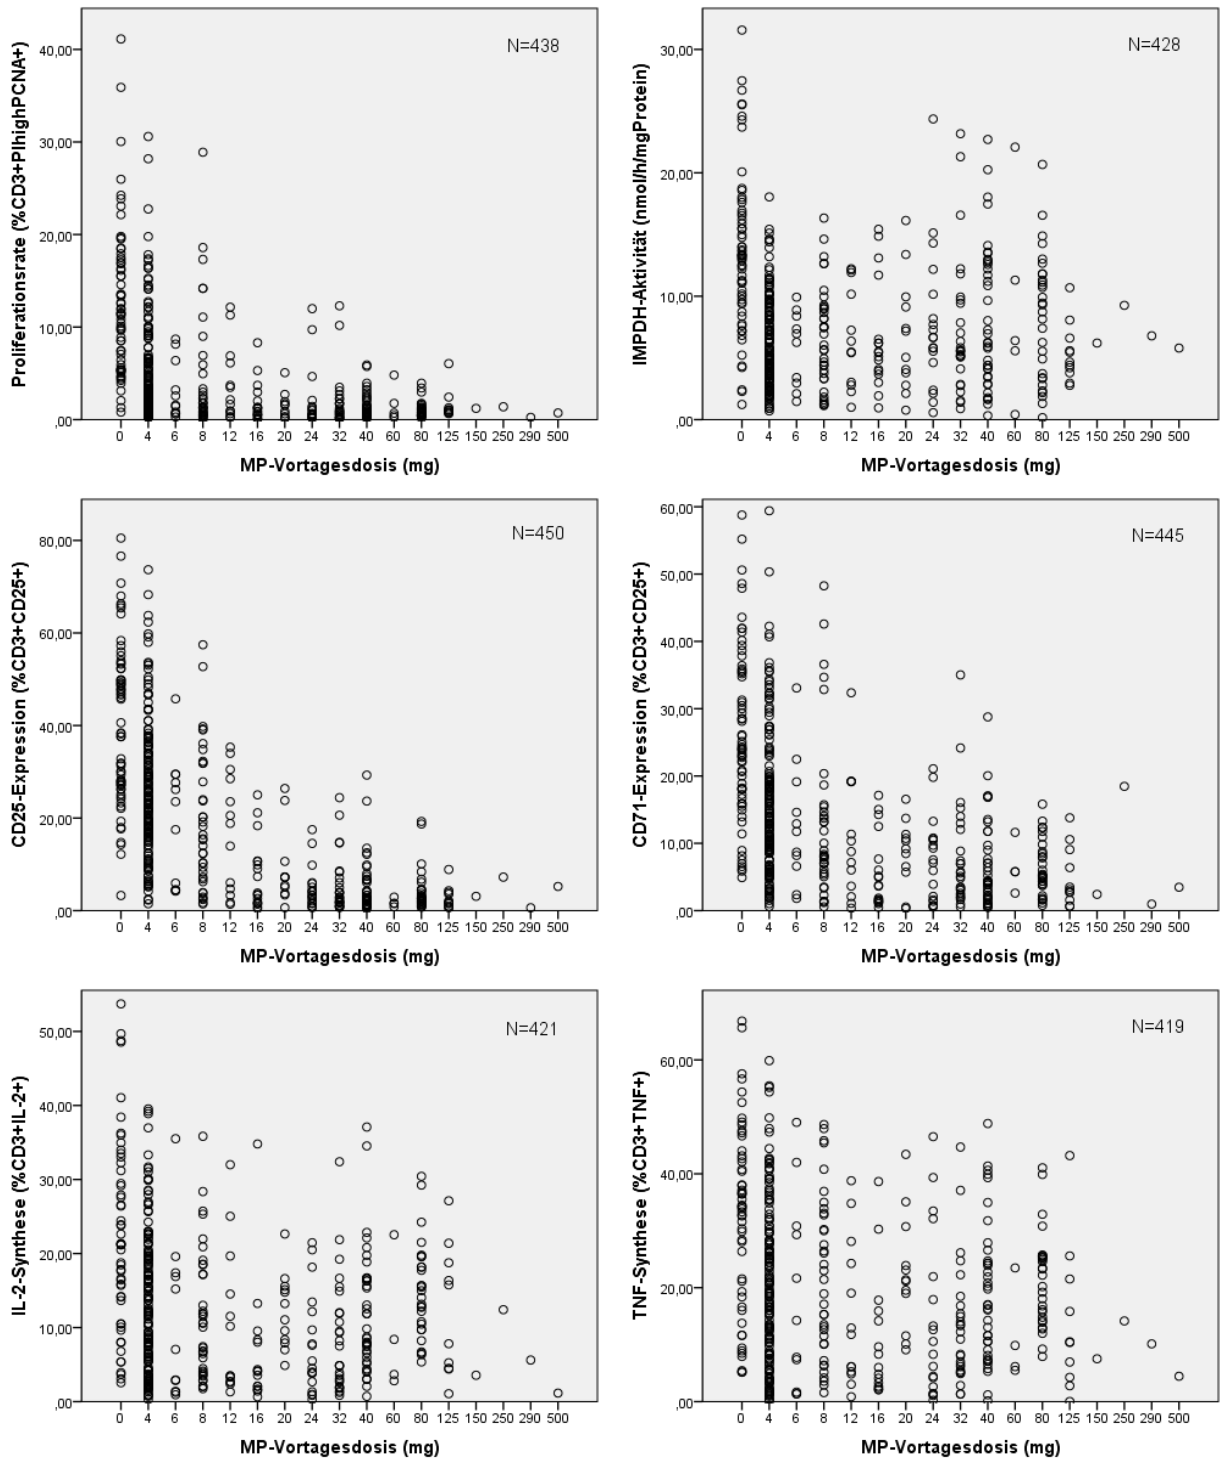 Proliferationsrate (%CD3+PIhighPCNA+)
40,00
30,00
20,00
10,00
,00
N=438
0 4 6 8 12 16 20 24 32 40 60 80 125 150 250 290 500
MP-Vortagesdosis (mg)
IMPDH-Aktivität (nmol/h/mgProtein)
30,00
20,00
10,00
,00
N=428
0 4 6 8 12 16 20 24 32 40 60 80 125 150 250 290 500
MP-Vortagesdosis (mg)
CD25-Expression (%CD3+CD25+)
80,00
60,00
40,00
20,00
,00
N=450
0 4 6 8 12 16 20 24 32 40 60 80 125 150 250 290 500
MP-Vortagesdosis (mg)
CD71-Expression (%CD3+CD25+)
60,00
50,00
40,00
30,00
20,00
10,00
,00
N=445
0 4 6 8 12 16 20 24 32 40 60 80 125 150 250 290 500
MP-Vortagesdosis (mg)
IL-2-Synthese (%CD3+IL-2+)
50,00
40,00
30,00
20,00
10,00
,00
N=421
0 4 6 8 12 16 20 24 32 40 60 80 125 150 250 290 500
MP-Vortagesdosis (mg)
TNF-Synthese (%CD3+TNF+)
60,00
40,00
20,00
,00
N=419
0 4 6 8 12 16 20 24 32 40 60 80 125 150 250 290 500
MP-Vortagesdosis (mg)